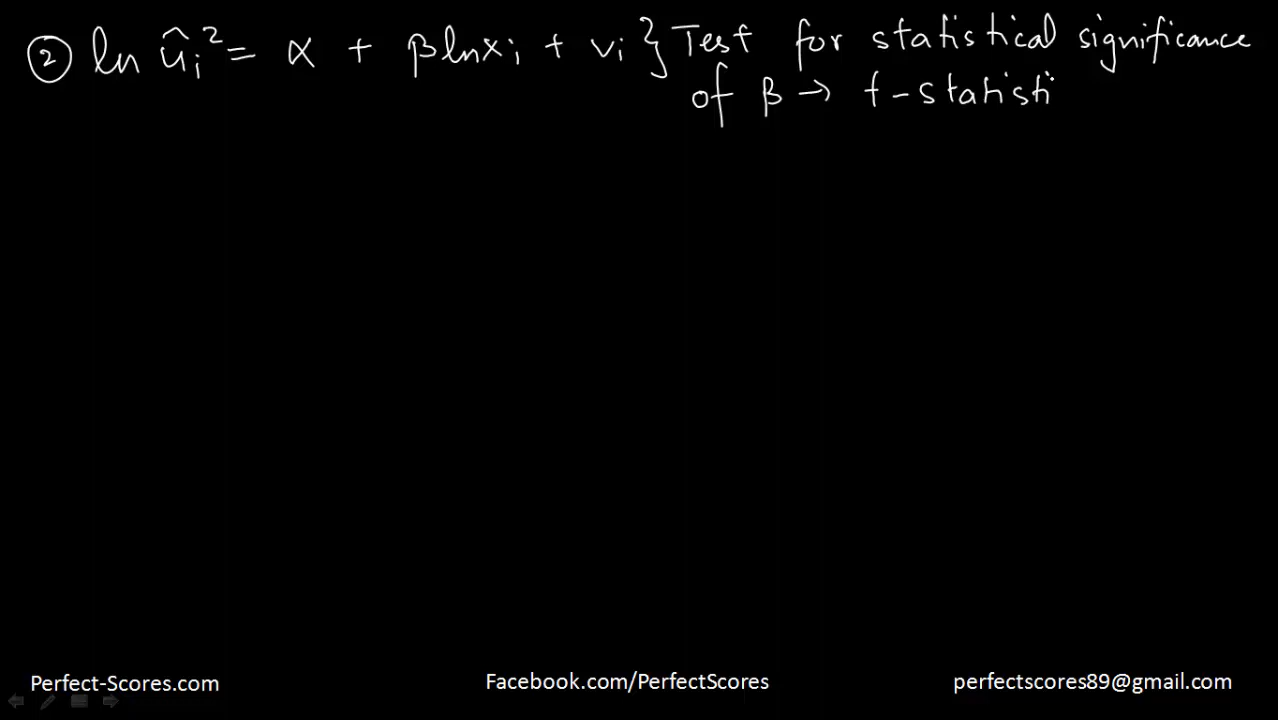 ② ln û_i² = α + β ln x_i + v_i } Test for statistical significance
of β → t-statisti
Perfect-Scores.com
Facebook.com/PerfectScores
perfectscores89@gmail.com